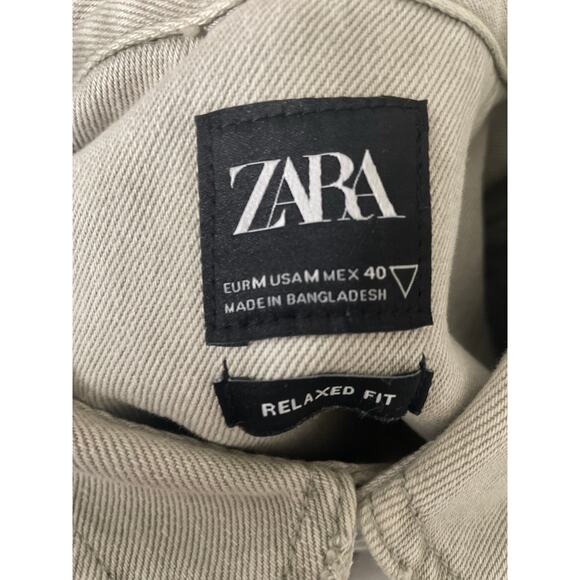 ZARA
EUR M USA M MEX 40
MADE IN BANGLADESH
RELAXED FIT